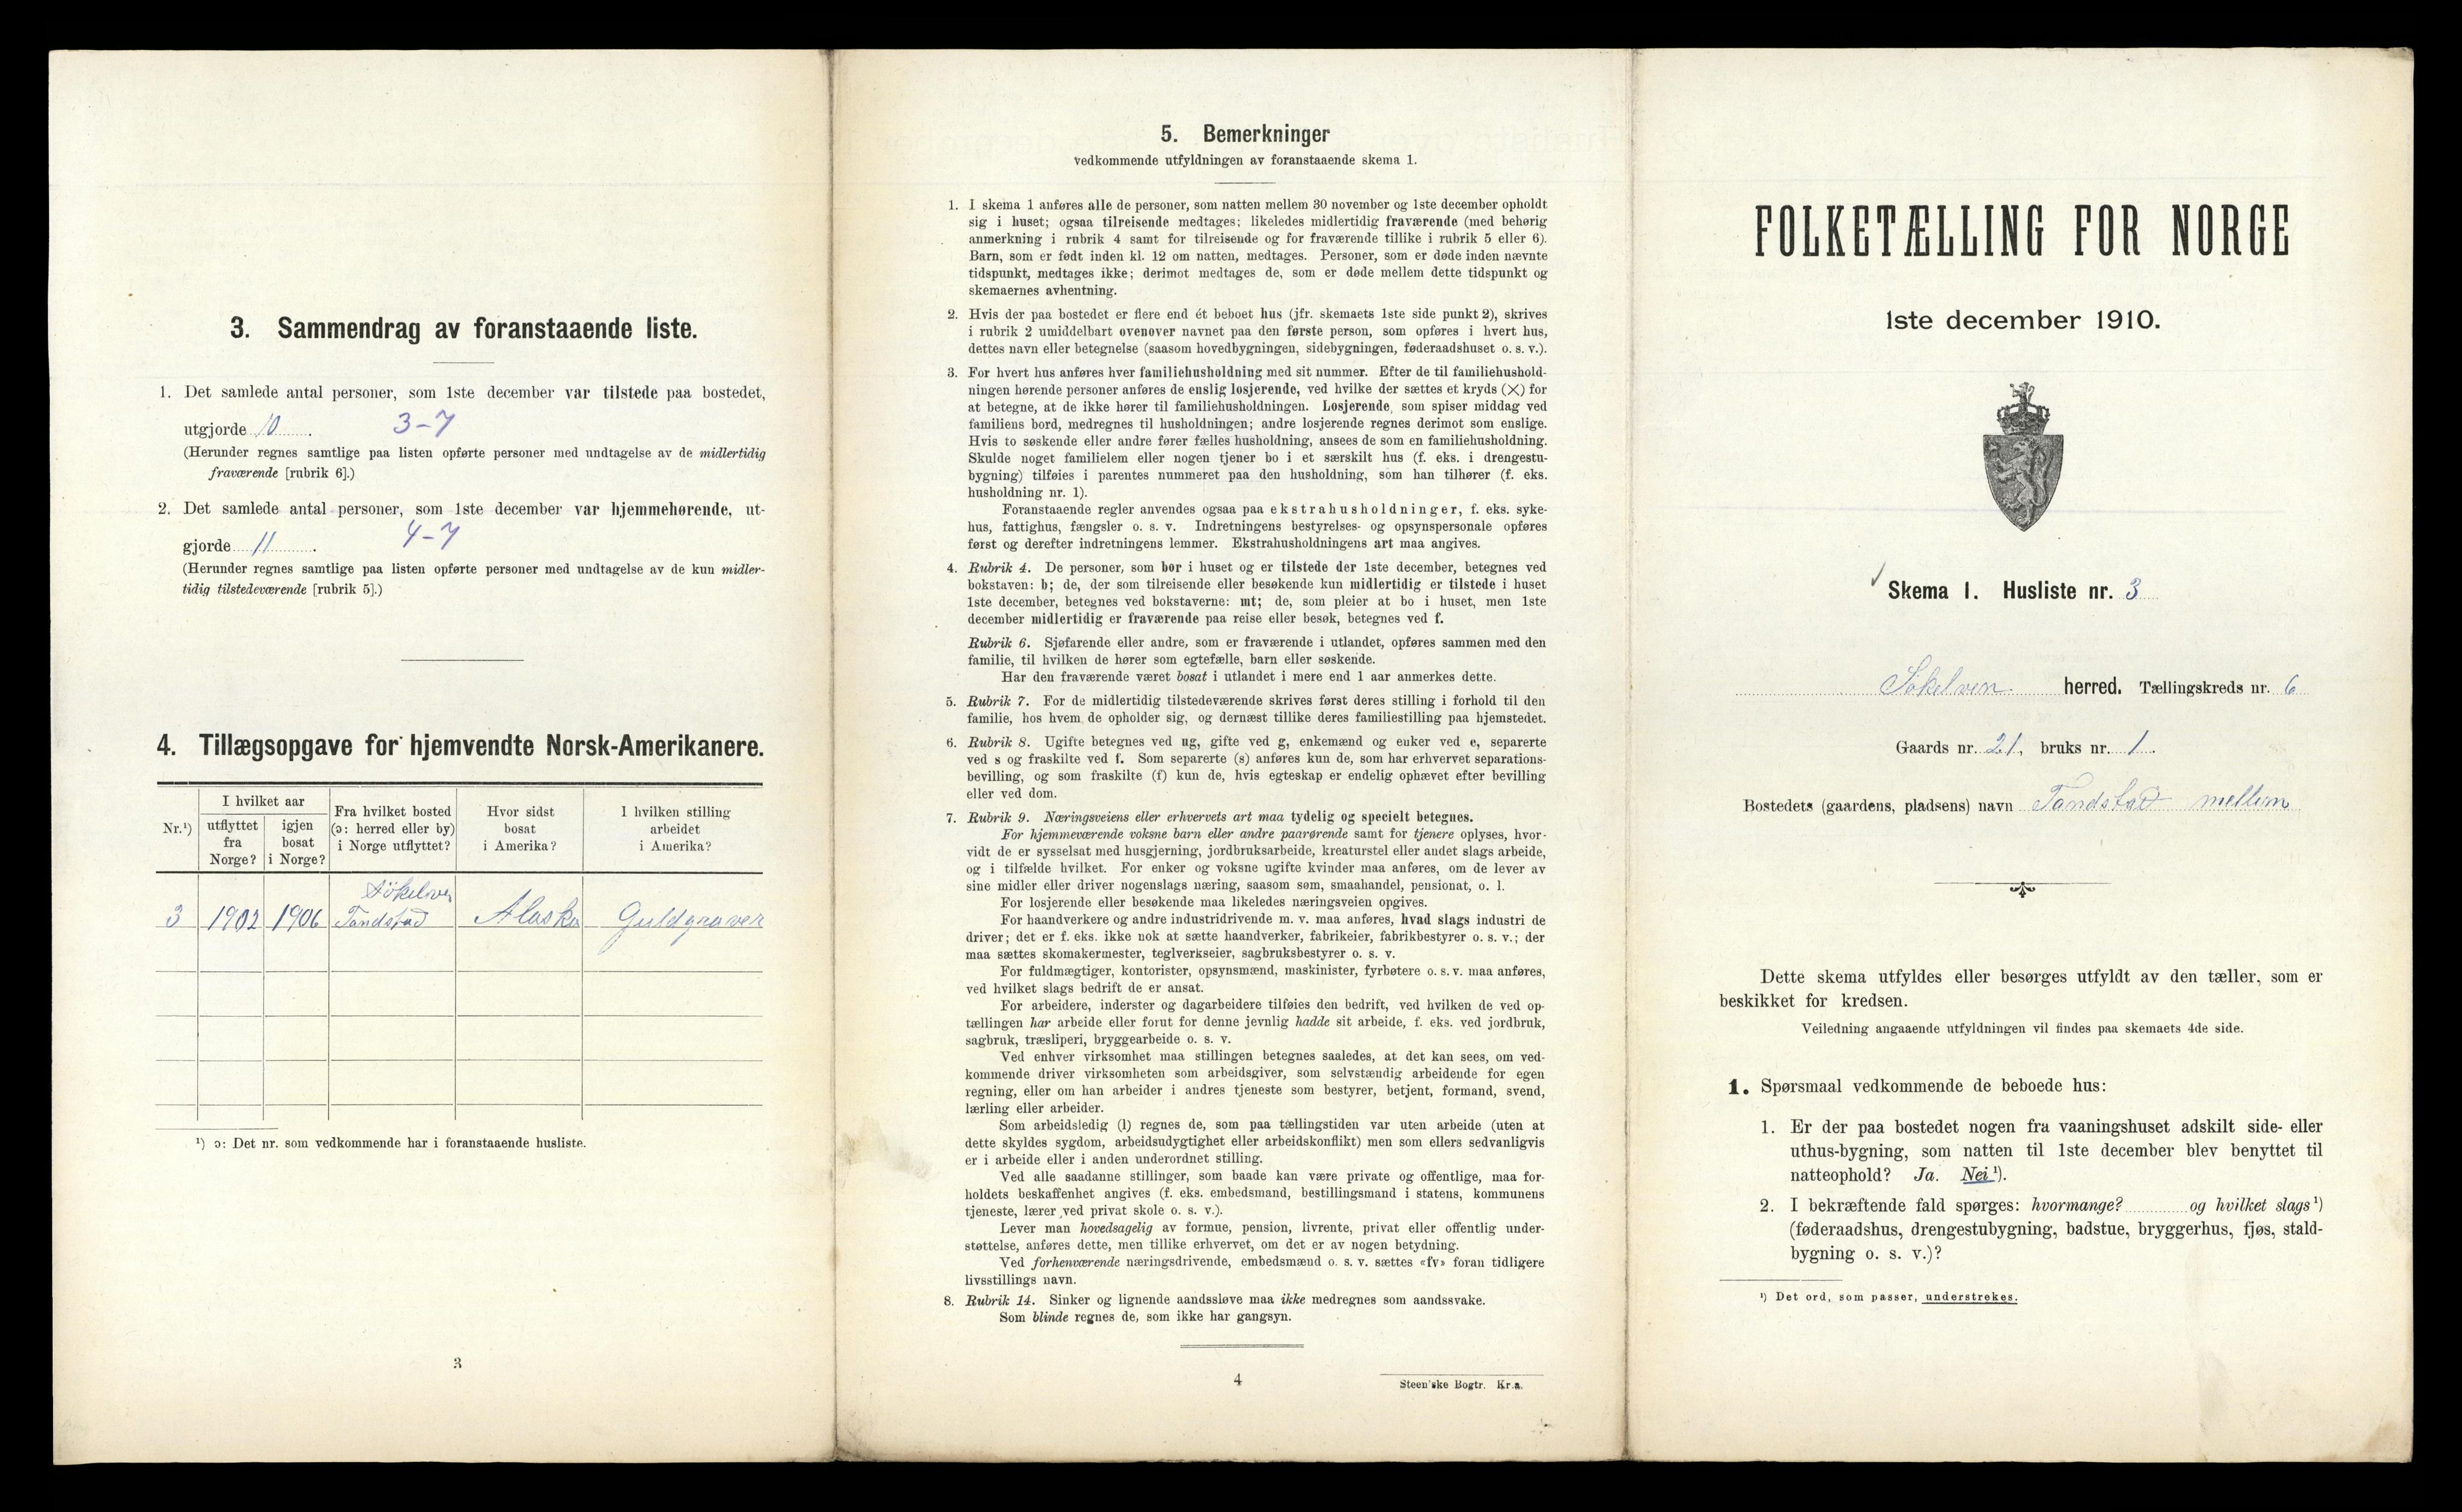 3. Sammendrag av foranstaaende liste.
1. Det samlede antal personer, som 1ste december var tilstede paa bostedet,
utgjorde 10 . 3-7
(Herunder regnes samtlige paa listen opførte personer med undtagelse av de midlertidig
fraværende [rubrik 6].)
2. Det samlede antal personer, som 1ste december var hjemmehørende, ut-
gjorde 11 . 4-7
(Herunder regnes samtlige paa listen opførte personer med undtagelse av de kun midler-
tidig tilstedeværende [rubrik 5].)
4. Tillægsopgave for hjemvendte Norsk-Amerikanere.
I hvilket aar
Nr.¹) utflyttet fra Norge? igjen bosat i Norge? Fra hvilket bosted (ɔ: herred eller by) i Norge utflyttet? Hvor sidst bosat i Amerika? I hvilken stilling arbeidet i Amerika?
Søkelven
3 1902 1906 Tandstad Alaska Guldgraver
¹) ɔ: Det nr. som vedkommende har i foranstaaende husliste.
3
5. Bemerkninger
vedkommende utfyldningen av foranstaaende skema 1.
1. I skema 1 anføres alle de personer, som natten mellem 30 november og 1ste december opholdt
sig i huset; ogsaa tilreisende medtages; likeledes midlertidig fraværende (med behørig
anmerkning i rubrik 4 samt for tilreisende og for fraværende tillike i rubrik 5 eller 6).
Barn, som er født inden kl. 12 om natten, medtages. Personer, som er døde inden nævnte
tidspunkt, medtages ikke; derimot medtages de, som er døde mellem dette tidspunkt og
skemaernes avhentning.
2. Hvis der paa bostedet er flere end ét beboet hus (jfr. skemaets 1ste side punkt 2), skrives
i rubrik 2 umiddelbart ovenover navnet paa den første person, som opføres i hvert hus,
dettes navn eller betegnelse (saasom hovedbygningen, sidebygningen, føderaadshuset o. s. v.).
3. For hvert hus anføres hver familiehusholdning med sit nummer. Efter de til familiehushold-
ningen hørende personer anføres de enslig losjerende, ved hvilke der sættes et kryds (×) for
at betegne, at de ikke hører til familiehusholdningen. Losjerende, som spiser middag ved
familiens bord, medregnes til husholdningen; andre losjerende regnes derimot som enslige.
Hvis to søskende eller andre fører fælles husholdning, ansees de som en familiehusholdning.
Skulde noget familielem eller nogen tjener bo i et særskilt hus (f. eks. i drengestu-
bygning) tilføies i parentes nummeret paa den husholdning, som han tilhører (f. eks.
husholdning nr. 1).
Foranstaaende regler anvendes ogsaa paa ekstrahusholdninger, f. eks. syke-
hus, fattighus, fængsler o. s. v. Indretningens bestyrelses- og opsynspersonale opføres
først og derefter indretningens lemmer. Ekstrahusholdningens art maa angives.
4. Rubrik 4. De personer, som bor i huset og er tilstede der 1ste december, betegnes ved
bokstaven: b; de, der som tilreisende eller besøkende kun midlertidig er tilstede i huset
1ste december, betegnes ved bokstaverne: mt; de, som pleier at bo i huset, men 1ste
december midlertidig er fraværende paa reise eller besøk, betegnes ved f.
Rubrik 6. Sjøfarende eller andre, som er fraværende i utlandet, opføres sammen med den
familie, til hvilken de hører som egtefælle, barn eller søskende.
Har den fraværende været bosat i utlandet i mere end 1 aar anmerkes dette.
5. Rubrik 7. For de midlertidig tilstedeværende skrives først deres stilling i forhold til den
familie, hos hvem de opholder sig, og dernæst tillike deres familiestilling paa hjemstedet.
6. Rubrik 8. Ugifte betegnes ved ug, gifte ved g, enkemænd og enker ved e, separerte
ved s og fraskilte ved f. Som separerte (s) anføres kun de, som har erhvervet separations-
bevilling, og som fraskilte (f) kun de, hvis egteskap er endelig ophævet efter bevilling
eller ved dom.
7. Rubrik 9. Næringsveiens eller erhvervets art maa tydelig og specielt betegnes.
For hjemmeværende voksne barn eller andre paarørende samt for tjenere oplyses, hvor-
vidt de er sysselsat med husgjerning, jordbruksarbeide, kreaturstel eller andet slags arbeide,
og i tilfælde hvilket. For enker og voksne ugifte kvinder maa anføres, om de lever av
sine midler eller driver nogenslags næring, saasom søm, smaahandel, pensionat, o. l.
For losjerende eller besøkende maa likeledes næringsveien opgives.
For haandverkere og andre industridrivende m. v. maa anføres, hvad slags industri de
driver; det er f. eks. ikke nok at sætte haandverker, fabrikeier, fabrikbestyrer o. s. v.; der
maa sættes skomakermester, teglverkseier, sagbruksbestyrer o. s. v.
For fuldmægtiger, kontorister, opsynsmænd, maskinister, fyrbøtere o. s. v. maa anføres,
ved hvilket slags bedrift de er ansat.
For arbeidere, inderster og dagarbeidere tilføies den bedrift, ved hvilken de ved op-
tællingen har arbeide eller forut for denne jevnlig hadde sit arbeide, f. eks. ved jordbruk,
sagbruk, træsliperi, bryggearbeide o. s. v.
Ved enhver virksomhet maa stillingen betegnes saaledes, at det kan sees, om ved-
kommende driver virksomheten som arbeidsgiver, som selvstændig arbeidende for egen
regning, eller om han arbeider i andres tjeneste som bestyrer, betjent, formand, svend,
lærling eller arbeider.
Som arbeidsledig (l) regnes de, som paa tællingstiden var uten arbeide (uten at
dette skyldes sygdom, arbeidsudygtighet eller arbeidskonflikt) men som ellers sedvanligvis
er i arbeide eller i anden underordnet stilling.
Ved alle saadanne stillinger, som baade kan være private og offentlige, maa for-
holdets beskaffenhet angives (f. eks. embedsmand, bestillingsmand i statens, kommunens
tjeneste, lærer ved privat skole o. s. v.).
Lever man hovedsagelig av formue, pension, livrente, privat eller offentlig under-
støttelse, anføres dette, men tillike erhvervet, om det er av nogen betydning.
Ved forhenværende næringsdrivende, embedsmænd o. s. v. sættes «fv» foran tidligere
livsstillings navn.
8. Rubrik 14. Sinker og lignende aandssløve maa ikke medregnes som aandssvake.
Som blinde regnes de, som ikke har gangsyn.
4
Steen'ske Bogtr. Kr.a.
FOLKETÆLLING FOR NORGE
1ste december 1910.
✓ Skema 1. Husliste nr. 3
Søkelven herred. Tællingskreds nr. 6
Gaards nr. 21, bruks nr. 1.
Bostedets (gaardens, pladsens) navn Tandstad mellem
Dette skema utfyldes eller besørges utfyldt av den tæller, som er
beskikket for kredsen.
Veiledning angaaende utfyldningen vil findes paa skemaets 4de side.
1. Spørsmaal vedkommende de beboede hus:
1. Er der paa bostedet nogen fra vaaningshuset adskilt side- eller
uthus-bygning, som natten til 1ste december blev benyttet til
natteophold? Ja. Nei¹).
2. I bekræftende fald spørges: hvormange? og hvilket slags¹)
(føderaadshus, drengestubygning, badstue, bryggerhus, fjøs, stald-
bygning o. s. v.)?
¹) Det ord, som passer, understrekes.